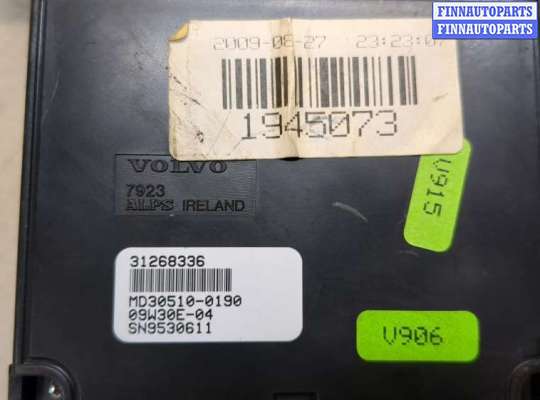 FINNAUTOPARTS
FINNAUTOPARTS
2009-08-27 23:23:07
1945073
VOLVO
7923
ALPS IRELAND
V915
31268336
MD30510-0190
09W30E-04
SN9530611
V906